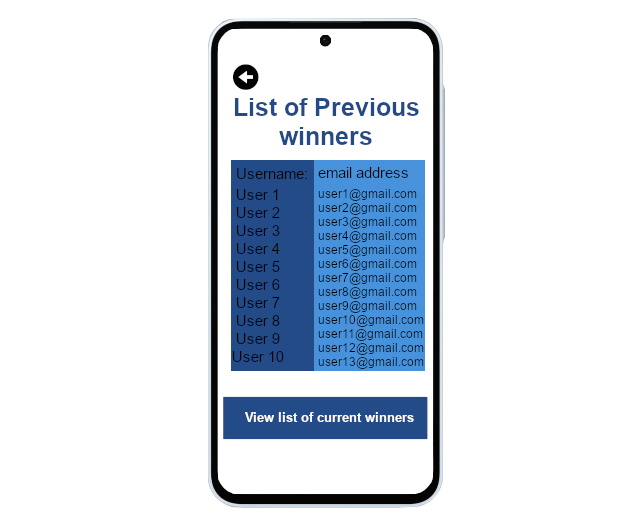 List of Previous
winners
Username: email address
User 1
User 2
User 3
User 4
User 5
User 6
User 7
User 8
User 9
User 10
user1@gmail.com
user2@gmail.com
user3@gmail.com
user4@gmail.com
user5@gmail.com
user6@gmail.com
user7@gmail.com
user8@gmail.com
user9@gmail.com
user10@gmail.com
user11@gmail.com
user12@gmail.com
user13@gmail.com
View list of current winners